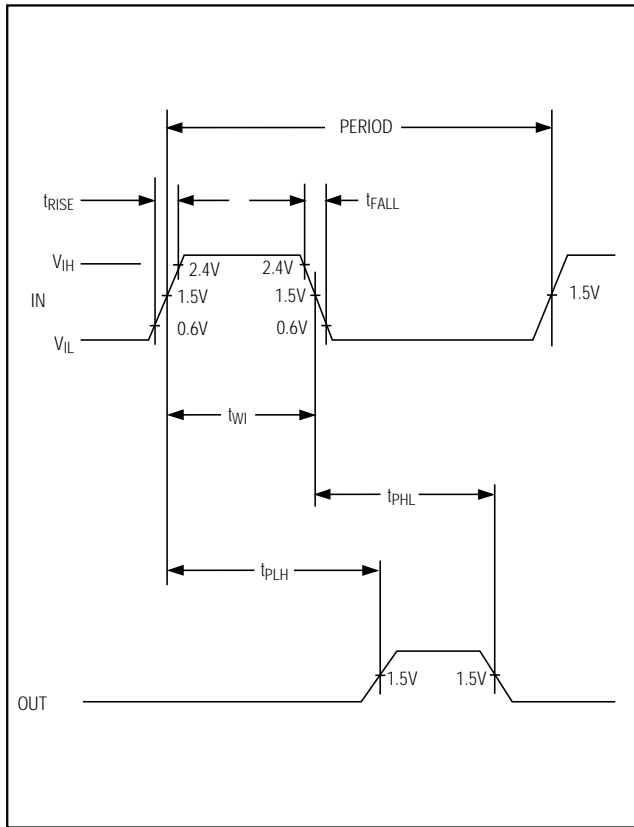 PERIOD
tRISE
tFALL
VIH
2.4V
2.4V
IN
1.5V
1.5V
1.5V
0.6V
0.6V
VIL
tWI
tPHL
tPLH
OUT
1.5V
1.5V